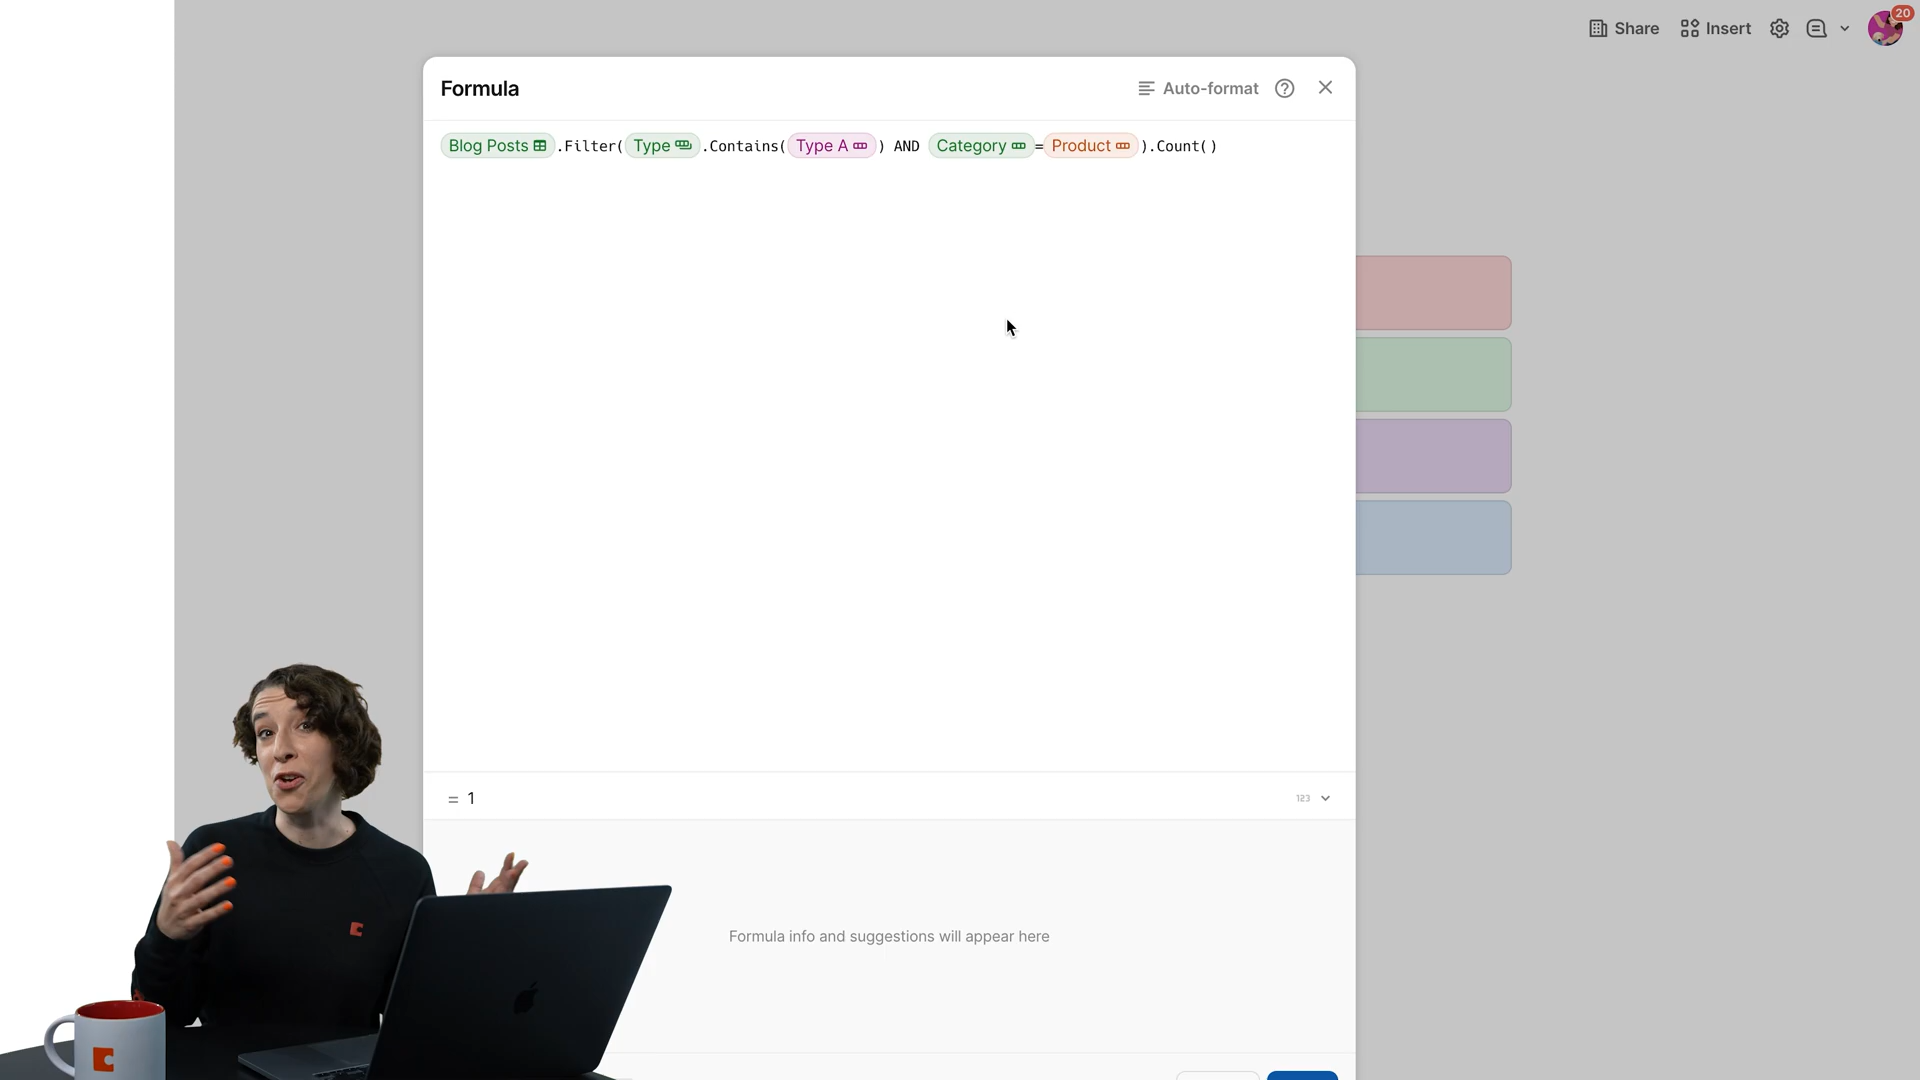 Share Insert 20
Formula Auto-format
Blog Posts .Filter( Type .Contains( Type A ) AND Category = Product ).Count()
= 1 123
Formula info and suggestions will appear here